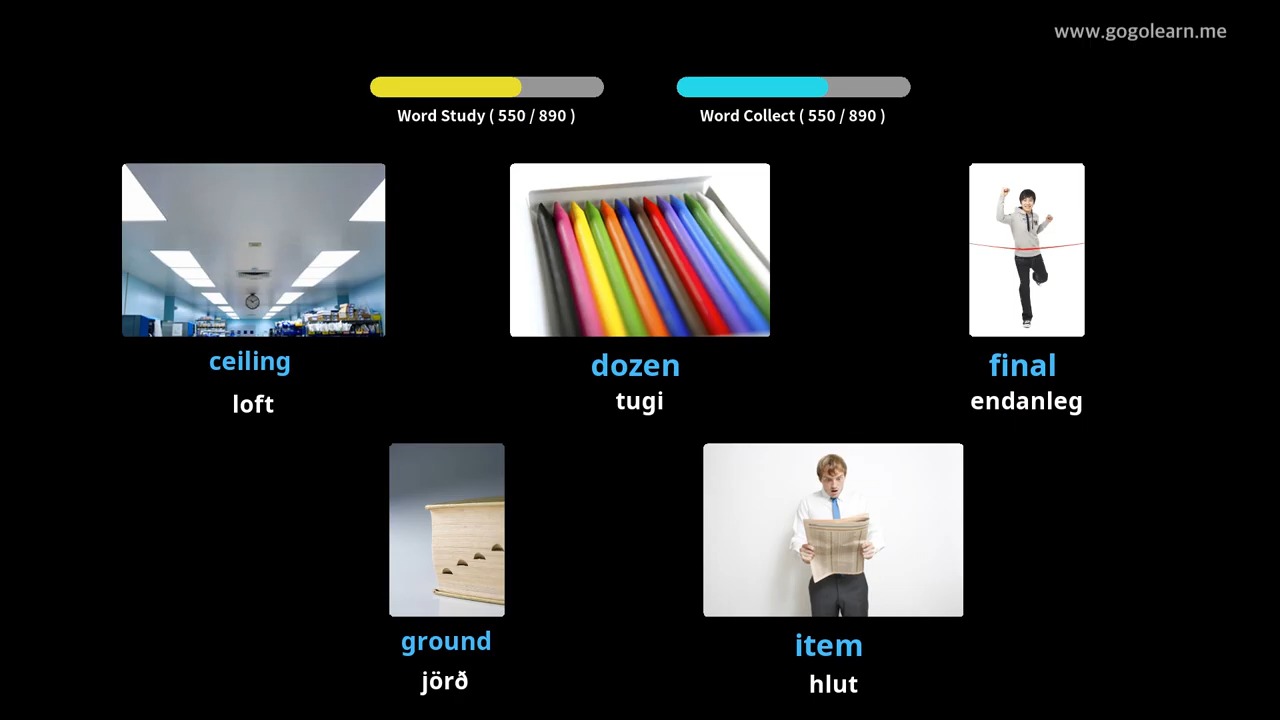 www.gogolearn.me
Word Study ( 550 / 890 )
Word Collect ( 550 / 890 )
ceiling
loft
dozen
tugi
final
endanleg
ground
jörð
item
hlut